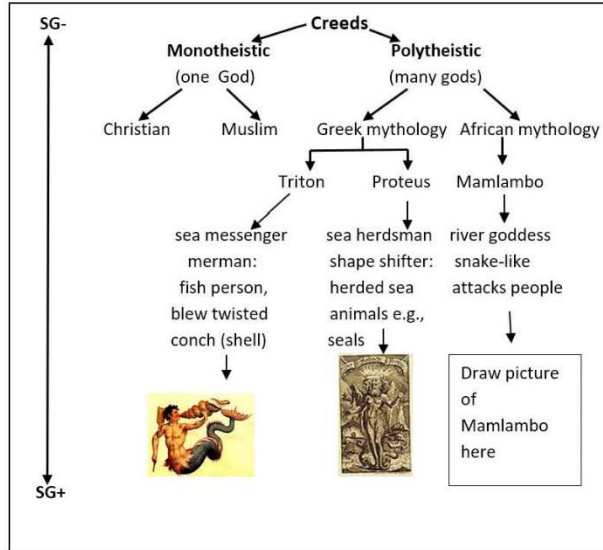 SG-
Creeds
Monotheistic
(one God)
Polytheistic
(many gods)
Christian
Muslim
Greek mythology
African mythology
Triton
Proteus
Mamlambo
sea messenger
merman:
fish person,
blew twisted
conch (shell)
sea herdsman
shape shifter:
herded sea
animals e.g.,
seals
river goddess
snake-like
attacks people
Draw picture
of
Mamlambo
here
SG+